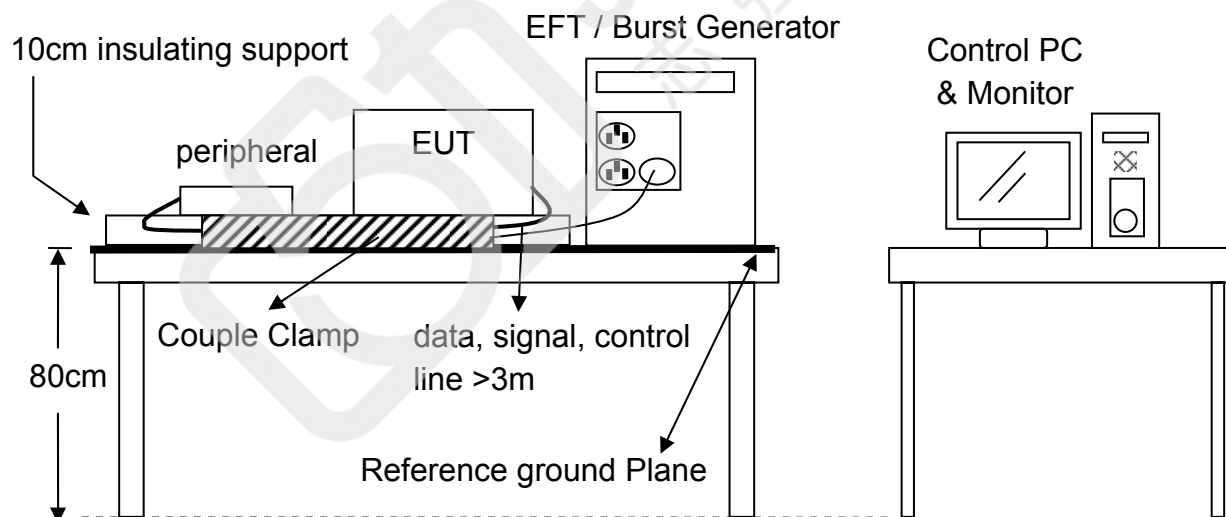 EFT / Burst Generator
10cm insulating support
Control PC
& Monitor
peripheral
EUT
Couple Clamp
data, signal, control
line >3m
80cm
Reference ground Plane